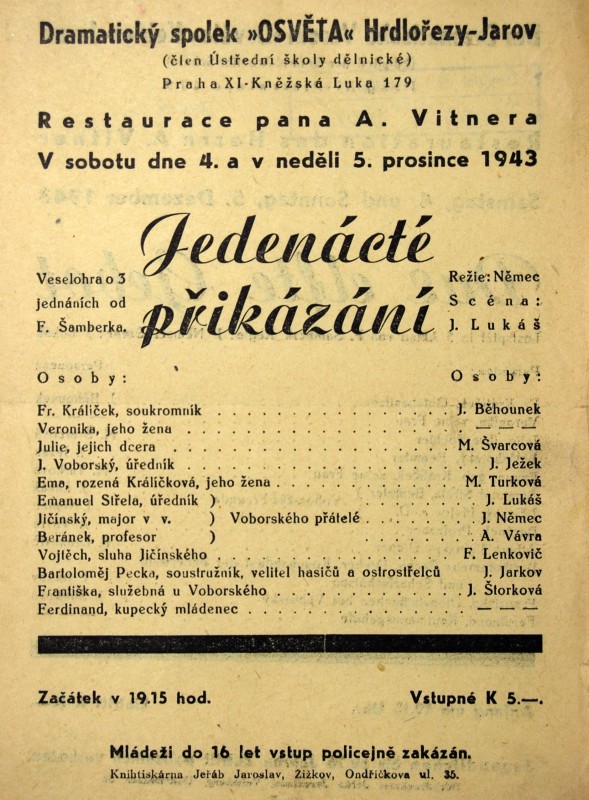 Dramatický spolek »OSVĚTA« Hrdlořezy-Jarov
(člen Ústřední školy dělnické)
Praha XI-Kněžská Luka 179
Restaurace pana A. Vitnera
V sobotu dne 4. a v neděli 5. prosince 1943
Jedenácté
přikázání
Veselohra o 3
jednáních od
F. Šamberka.
Režie: Němec
Scéna:
J. Lukáš
Osoby: Osoby:
Fr. Králíček, soukromník . . . . . . . . . . . . . . . . . . . J. Běhounek
Veronika, jeho žena . . . . . . . . . . . . . . . . . . . . . — — —
Julie, jejich dcera . . . . . . . . . . . . . . . . . . . M. Švarcová
J. Voborský, úředník . . . . . . . . . . . . . . . . . . . . . J. Ježek
Ema, rozená Králíčková, jeho žena . . . . . . . . . . . . M. Turková
Emanuel Střela, úředník ) . . . . . . . . . . . . . . . . . . J. Lukáš
Jičínský, major v v. ) Voborského přátelé . . . . . . . . J. Němec
Beránek, profesor ) . . . . . . . . . . . . . . . . . . A. Vávra
Vojtěch, sluha Jičínského . . . . . . . . . . . . . . . . F. Lenkovič
Bartoloměj Pecka, soustružník, velitel hasičů a ostrostřelců J. Jarkov
Františka, služebná u Voborského . . . . . . . . . . . . J. Štorková
Ferdinand, kupecký mládenec . . . . . . . . . . . . . . . . — — —
Začátek v 19.15 hod. Vstupné K 5.—.
Mládeži do 16 let vstup policejně zakázán.
Knihtiskárna Jeřáb Jaroslav, Žižkov, Ondříčkova ul. 35.